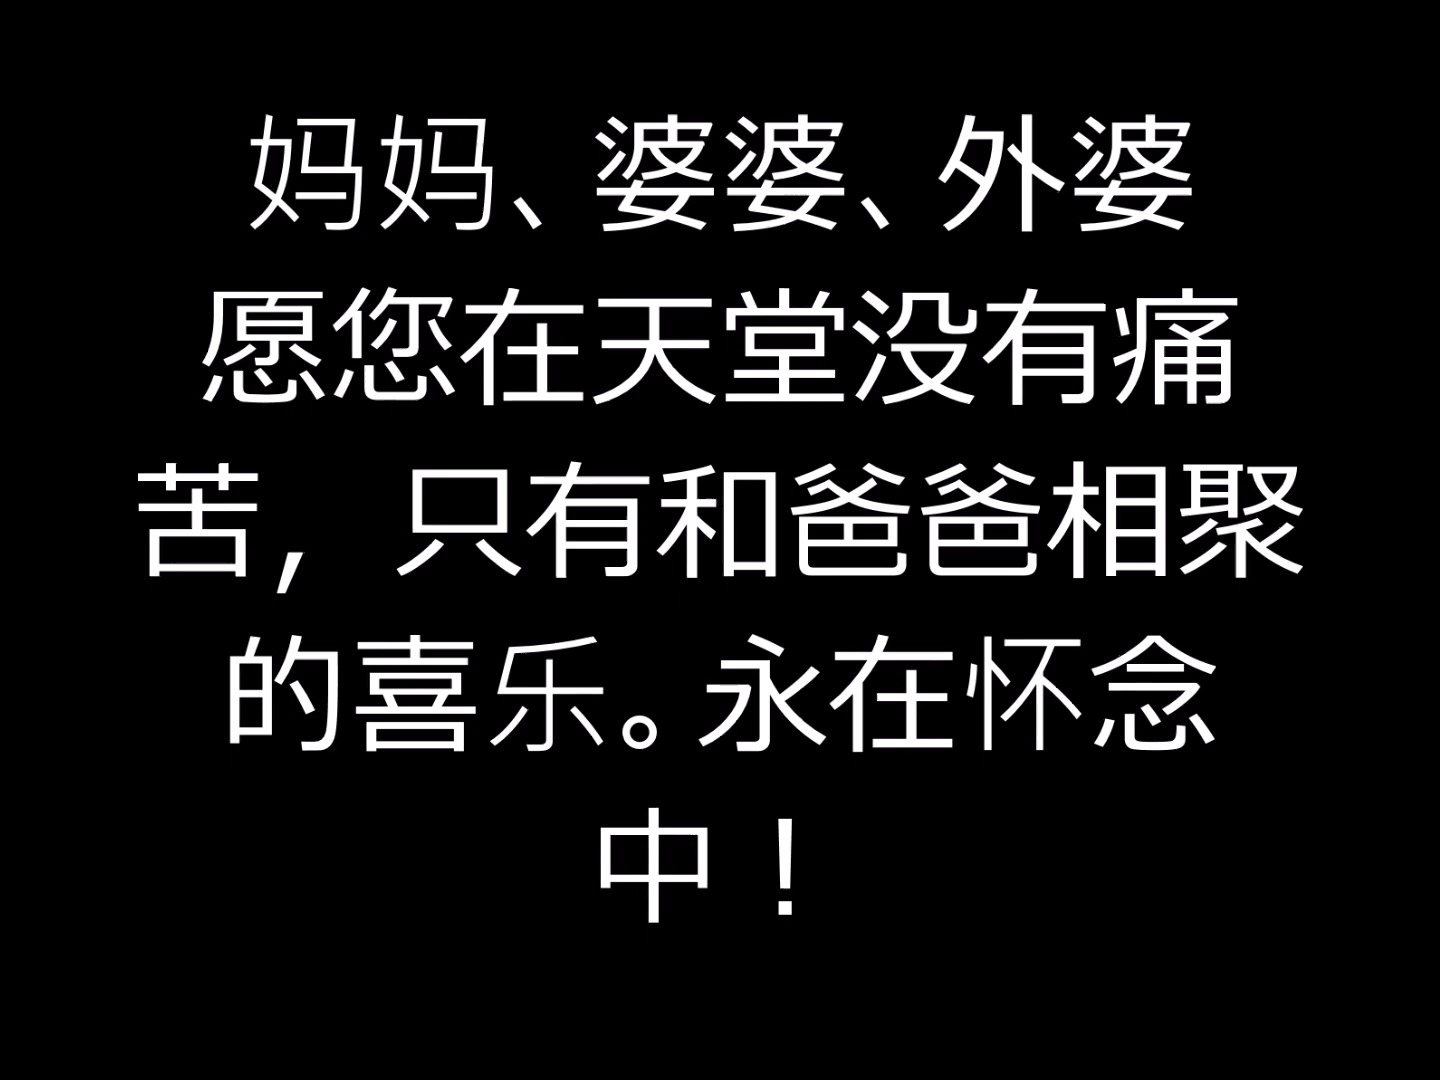 妈妈、婆婆、外婆
愿您在天堂没有痛
苦，只有和爸爸相聚
的喜乐。永在怀念
中！